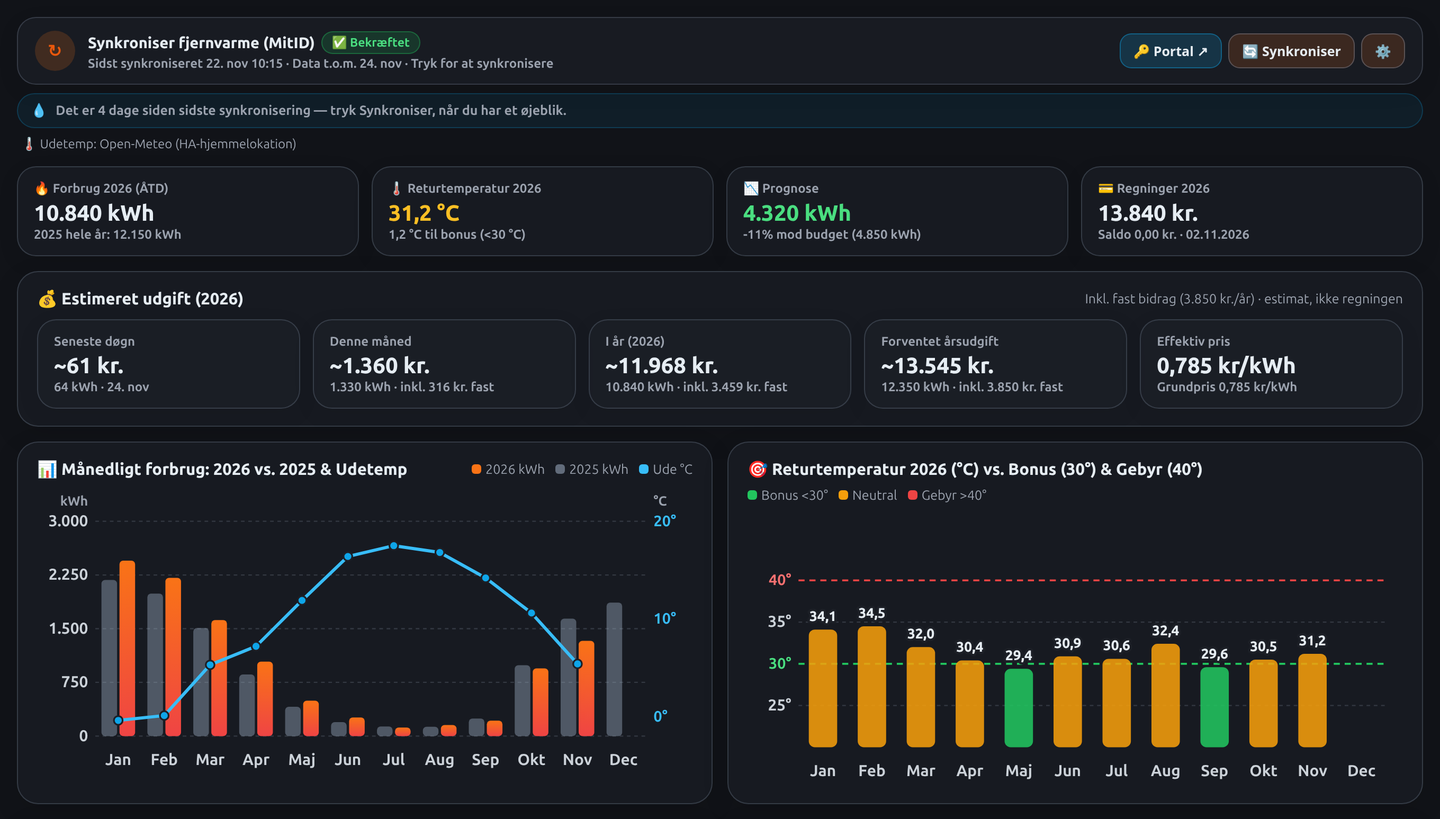 ↻ Synkroniser fjernvarme (MitID) ✅ Bekræftet
Sidst synkroniseret 22. nov 10:15 · Data t.o.m. 24. nov · Tryk for at synkronisere
🔑 Portal ↗
🔄 Synkroniser
⚙️
💧 Det er 4 dage siden sidste synkronisering — tryk Synkroniser, når du har et øjeblik.
🌡️ Udetemp: Open-Meteo (HA-hjemmelokation)
🔥 Forbrug 2026 (ÅTD)
10.840 kWh
2025 hele år: 12.150 kWh
🌡️ Returtemperatur 2026
31,2 °C
1,2 °C til bonus (<30 °C)
📉 Prognose
4.320 kWh
-11% mod budget (4.850 kWh)
💳 Regninger 2026
13.840 kr.
Saldo 0,00 kr. · 02.11.2026
💰 Estimeret udgift (2026)
Inkl. fast bidrag (3.850 kr./år) · estimat, ikke regningen
Seneste døgn
~61 kr.
64 kWh · 24. nov
Denne måned
~1.360 kr.
1.330 kWh · inkl. 316 kr. fast
I år (2026)
~11.968 kr.
10.840 kWh · inkl. 3.459 kr. fast
Forventet årsudgift
~13.545 kr.
12.350 kWh · inkl. 3.850 kr. fast
Effektiv pris
0,785 kr/kWh
Grundpris 0,785 kr/kWh
📊 Månedligt forbrug: 2026 vs. 2025 & Udetemp
2026 kWh 2025 kWh Ude °C
kWh °C
3.000 20°
2.250
1.500 10°
750
0 0°
Jan Feb Mar Apr Maj Jun Jul Aug Sep Okt Nov Dec
🎯 Returtemperatur 2026 (°C) vs. Bonus (30°) & Gebyr (40°)
Bonus <30° Neutral Gebyr >40°
40°
35°
30°
25°
34,1 34,5 32,0 30,4 29,4 30,9 30,6 32,4 29,6 30,5 31,2
Jan Feb Mar Apr Maj Jun Jul Aug Sep Okt Nov Dec